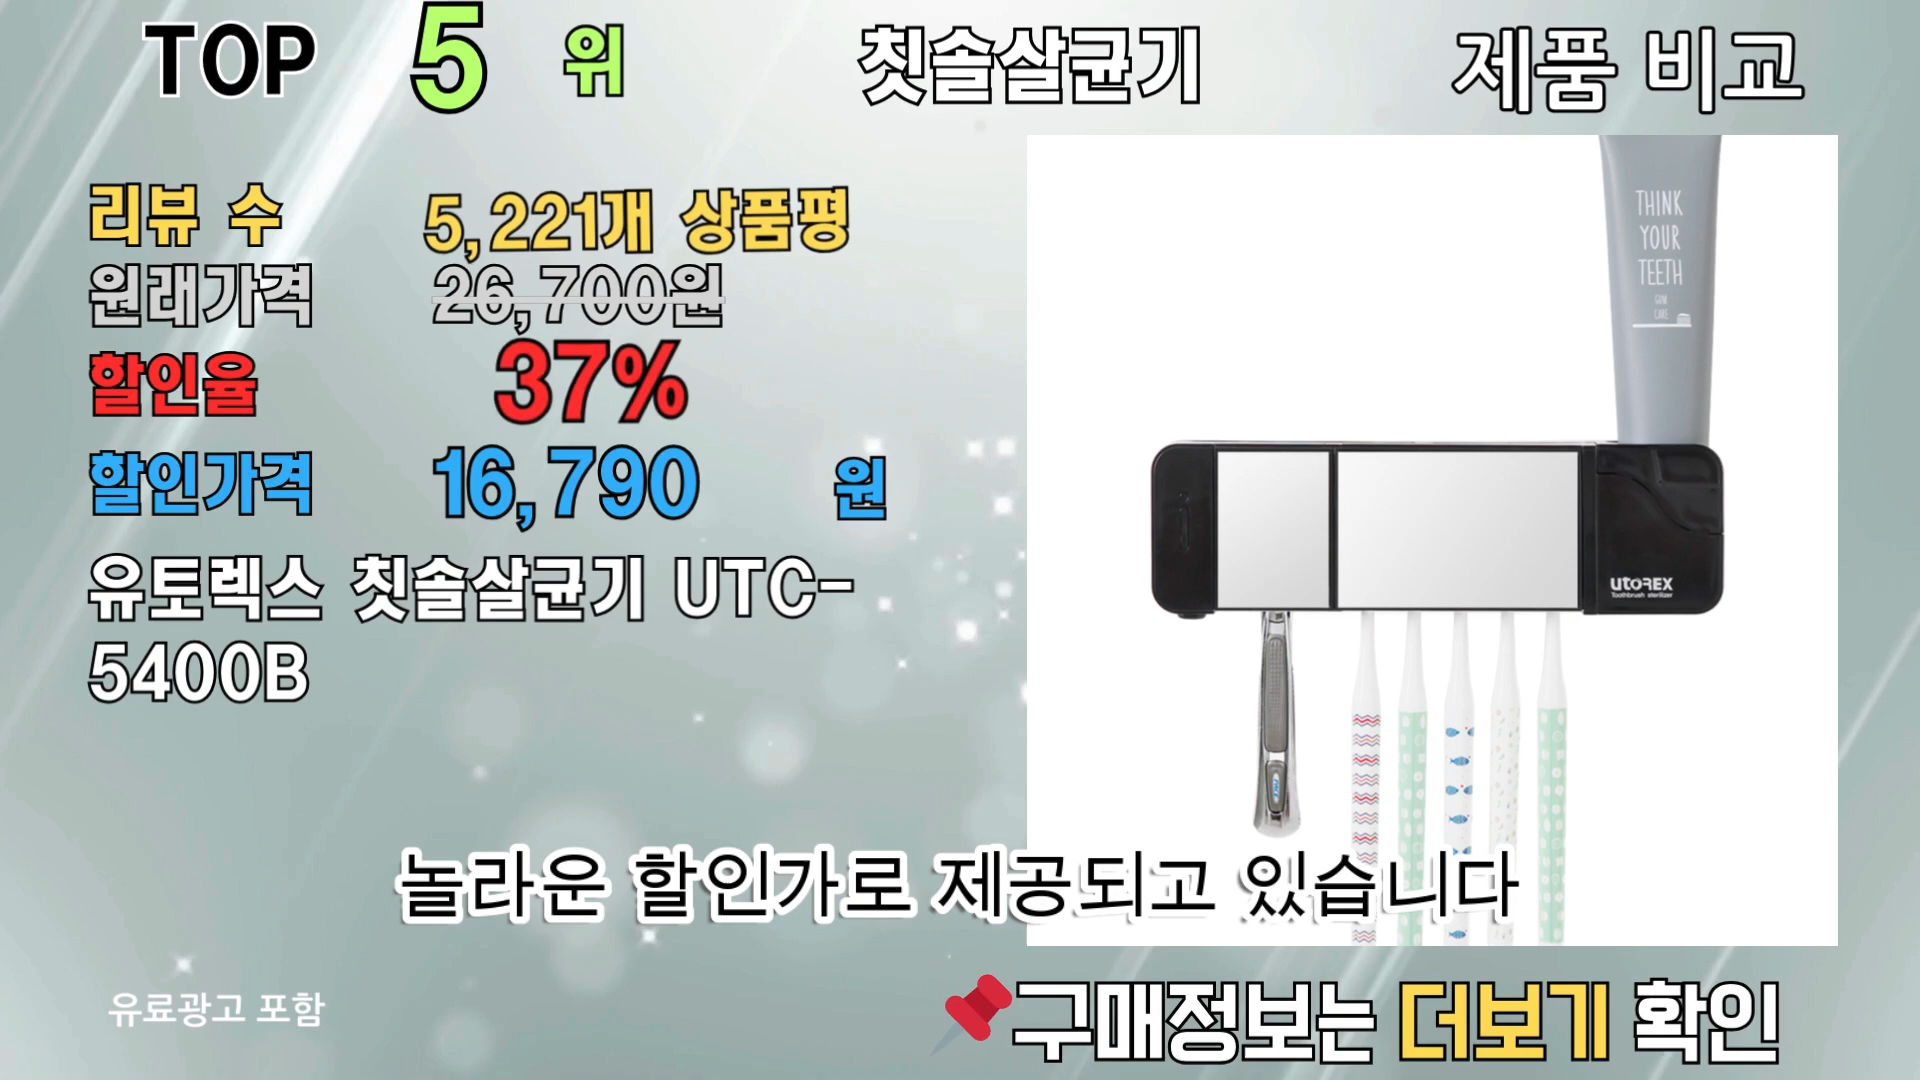 TOP 5 위 칫솔살균기 제품 비교
리뷰 수 5,221개 상품평
원래가격 26,700원
할인율 37%
할인가격 16,790 원
유토렉스 칫솔살균기 UTC-
5400B
THINK
YOUR
TEETH
GUM
CARE
UTOREX
Toothbrush sterilizer
놀라운 할인가로 제공되고 있습니다
유료광고 포함
구매정보는 더보기 확인